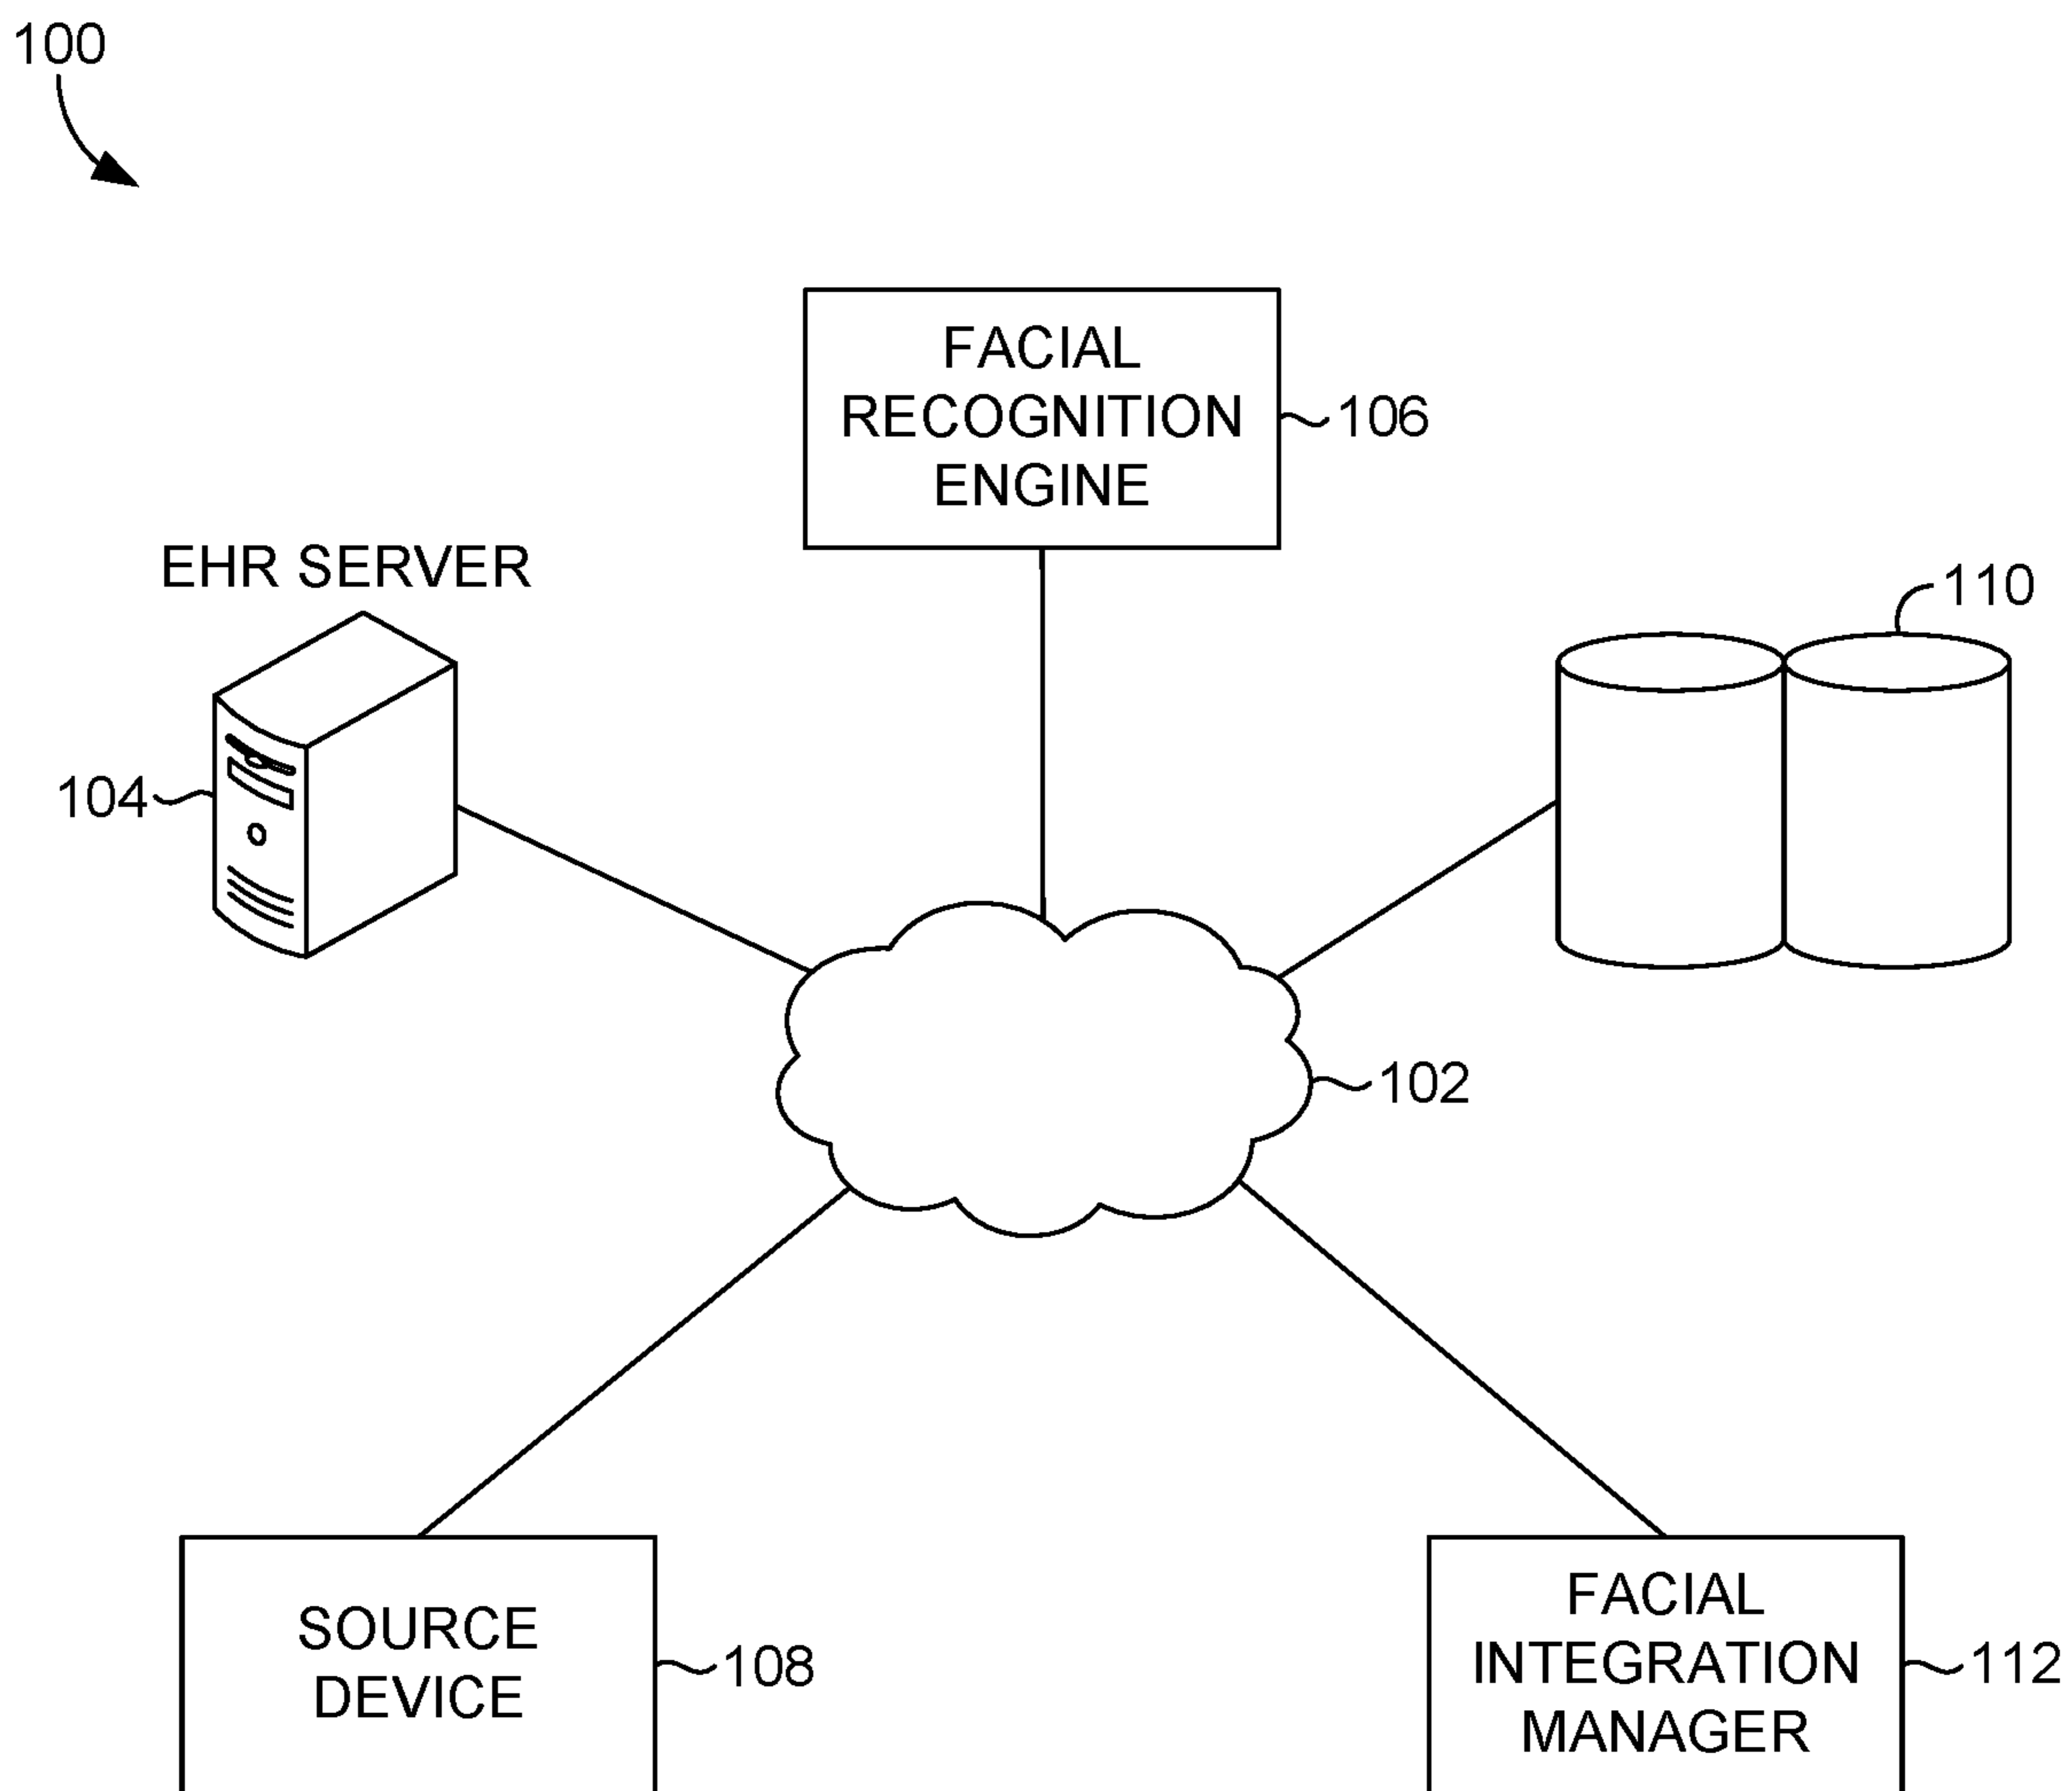 100
FACIAL
RECOGNITION
ENGINE
106
EHR SERVER
110
104
102
SOURCE
DEVICE
108
FACIAL
INTEGRATION
MANAGER
112